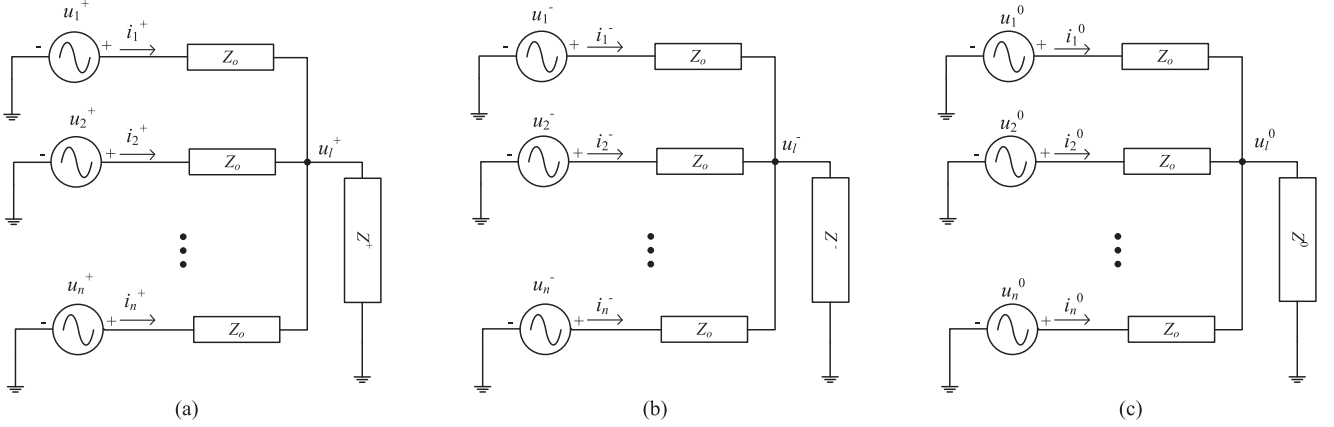 u₁⁺
u₁⁻
u₁⁰
- + i₁⁺ Zₒ
- + i₁⁻ Zₒ
- + i₁⁰ Zₒ
u₂⁺
u₂⁻
u₂⁰
- + i₂⁺ Zₒ uₗ⁺
- + i₂⁻ Zₒ uₗ⁻
- + i₂⁰ Zₒ uₗ⁰
Z⁺
Z⁻
Z⁰
uₙ⁺
uₙ⁻
uₙ⁰
- + iₙ⁺ Zₒ
- + iₙ⁻ Zₒ
- + iₙ⁰ Zₒ
(a)
(b)
(c)